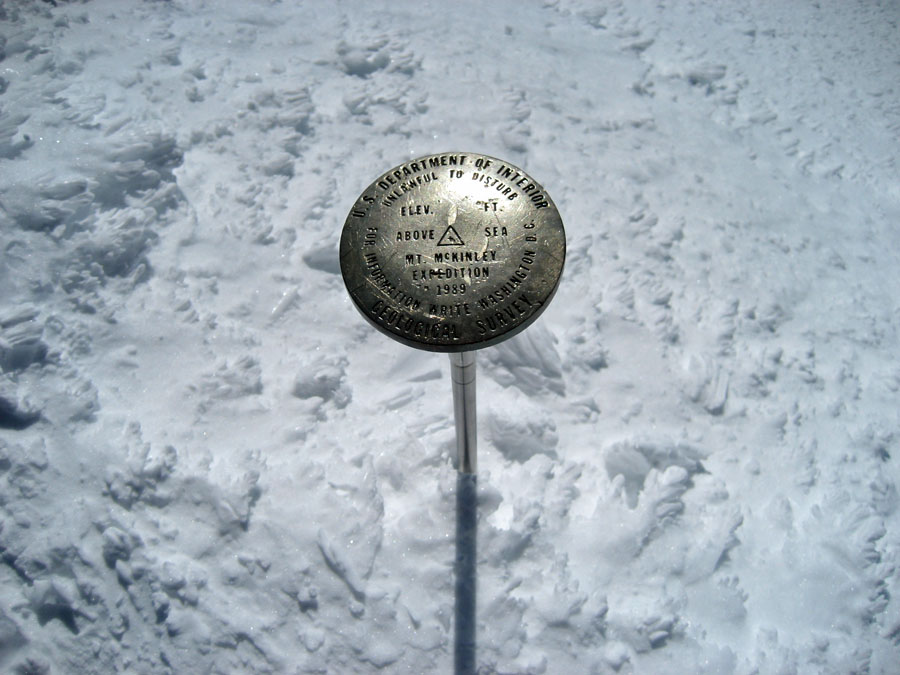 U.S. DEPARTMENT OF INTERIOR
UNLAWFUL TO DISTURB
ELEV. FT.
ABOVE SEA
MT. McKINLEY
EXPEDITION
1989
FOR INFORMATION WRITE WASHINGTON D.C.
GEOLOGICAL SURVEY